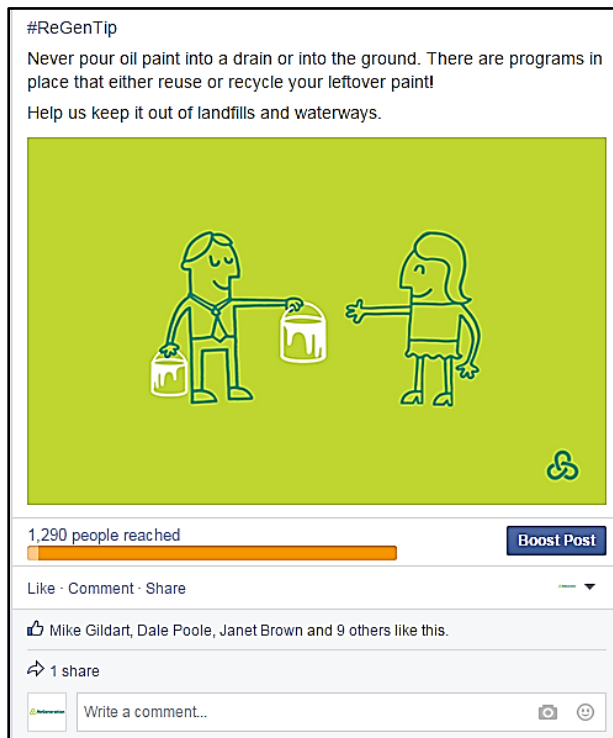 #ReGenTip
Never pour oil paint into a drain or into the ground. There are programs in
place that either reuse or recycle your leftover paint!
Help us keep it out of landfills and waterways.
1,290 people reached
Boost Post
Like · Comment · Share
Mike Gildart, Dale Poole, Janet Brown and 9 others like this.
1 share
Write a comment...